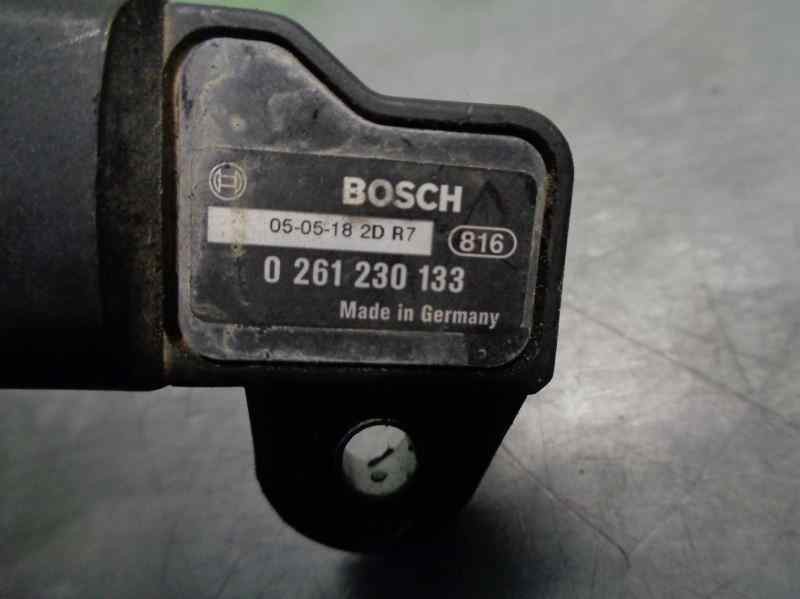 BOSCH
05-05-18 2D R7
816
0 261 230 133
Made in Germany